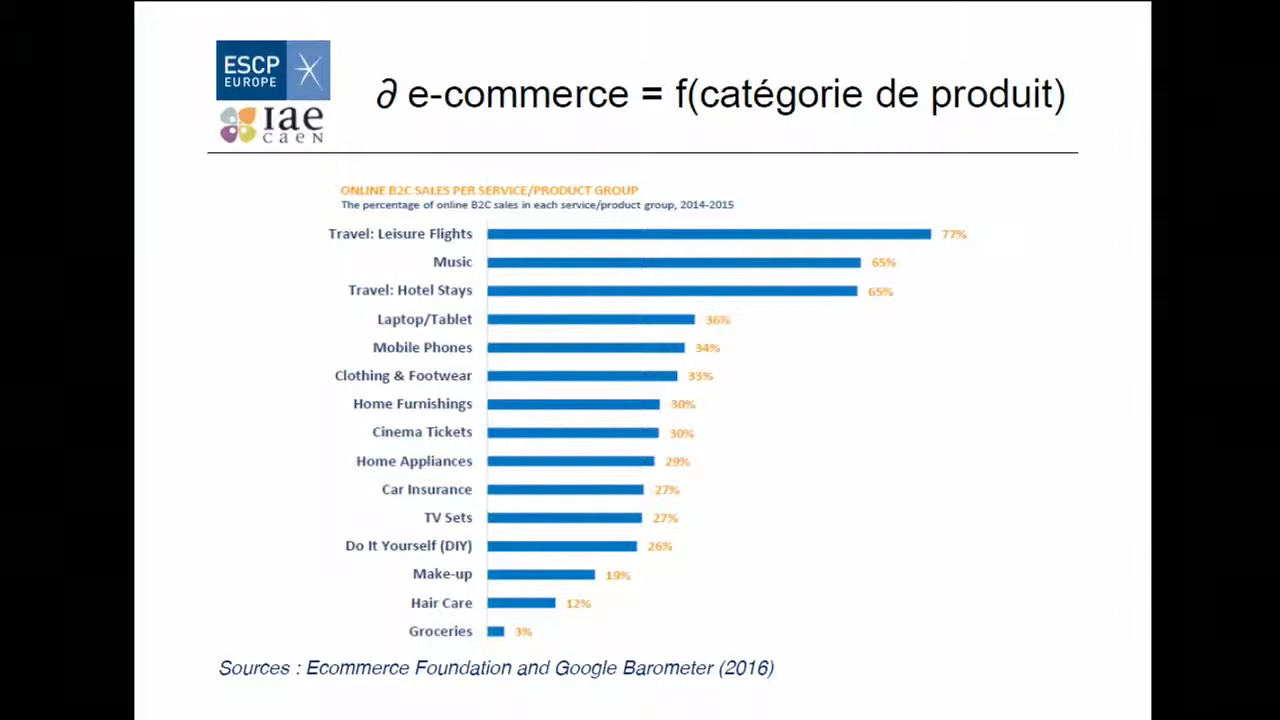 ESCP
EUROPE
Iae
CaeN
∂ e-commerce = f(catégorie de produit)
ONLINE B2C SALES PER SERVICE/PRODUCT GROUP
The percentage of online B2C sales in each service/product group, 2014-2015
Travel: Leisure Flights 77%
Music 65%
Travel: Hotel Stays 65%
Laptop/Tablet 36%
Mobile Phones 34%
Clothing & Footwear 33%
Home Furnishings 30%
Cinema Tickets 30%
Home Appliances 29%
Car Insurance 27%
TV Sets 27%
Do It Yourself (DIY) 26%
Make-up 19%
Hair Care 12%
Groceries 3%
Sources : Ecommerce Foundation and Google Barometer (2016)